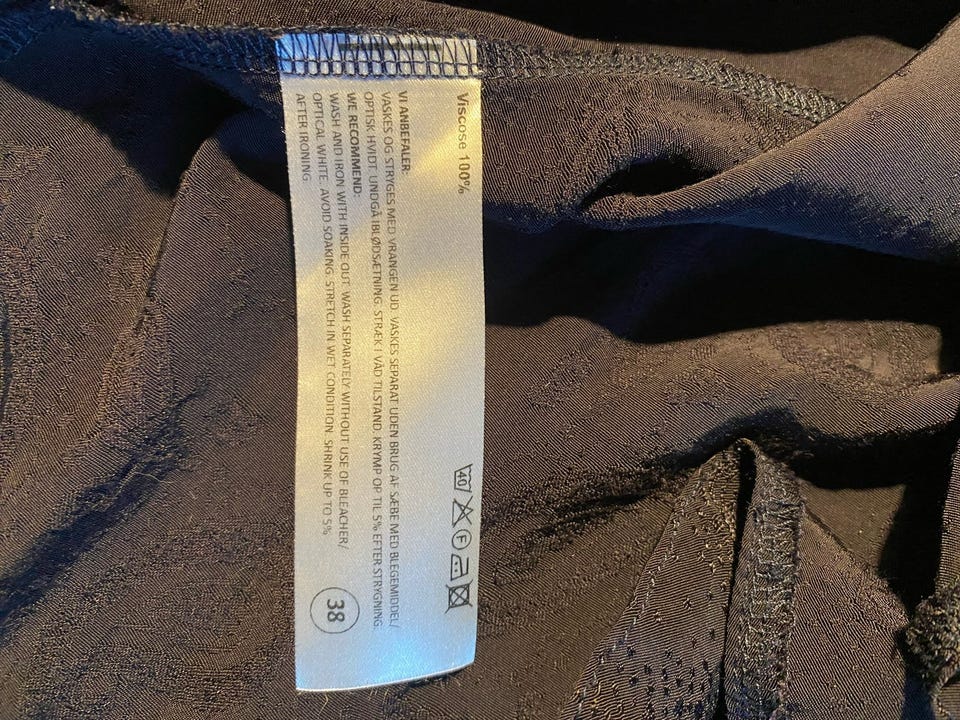 Viscose 100%
40
F
VI ANBEFALER:
VASKES OG STRYGES MED VRANGEN UD. VASKES SEPARAT UDEN BRUG AF SÆBE MED BLEGEMIDDEL/
OPTISK HVIDT. UNDGÅ IBLØDSÆTNING. STRÆK I VÅD TILSTAND. KRYMP OP TIL 5% EFTER STRYGNING.
WE RECOMMEND:
WASH AND IRON WITH INSIDE OUT. WASH SEPARATELY WITHOUT USE OF BLEACHER/
OPTICAL WHITE. AVOID SOAKING. STRETCH IN WET CONDITION. SHRINK UP TO 5%
AFTER IRONING.
38